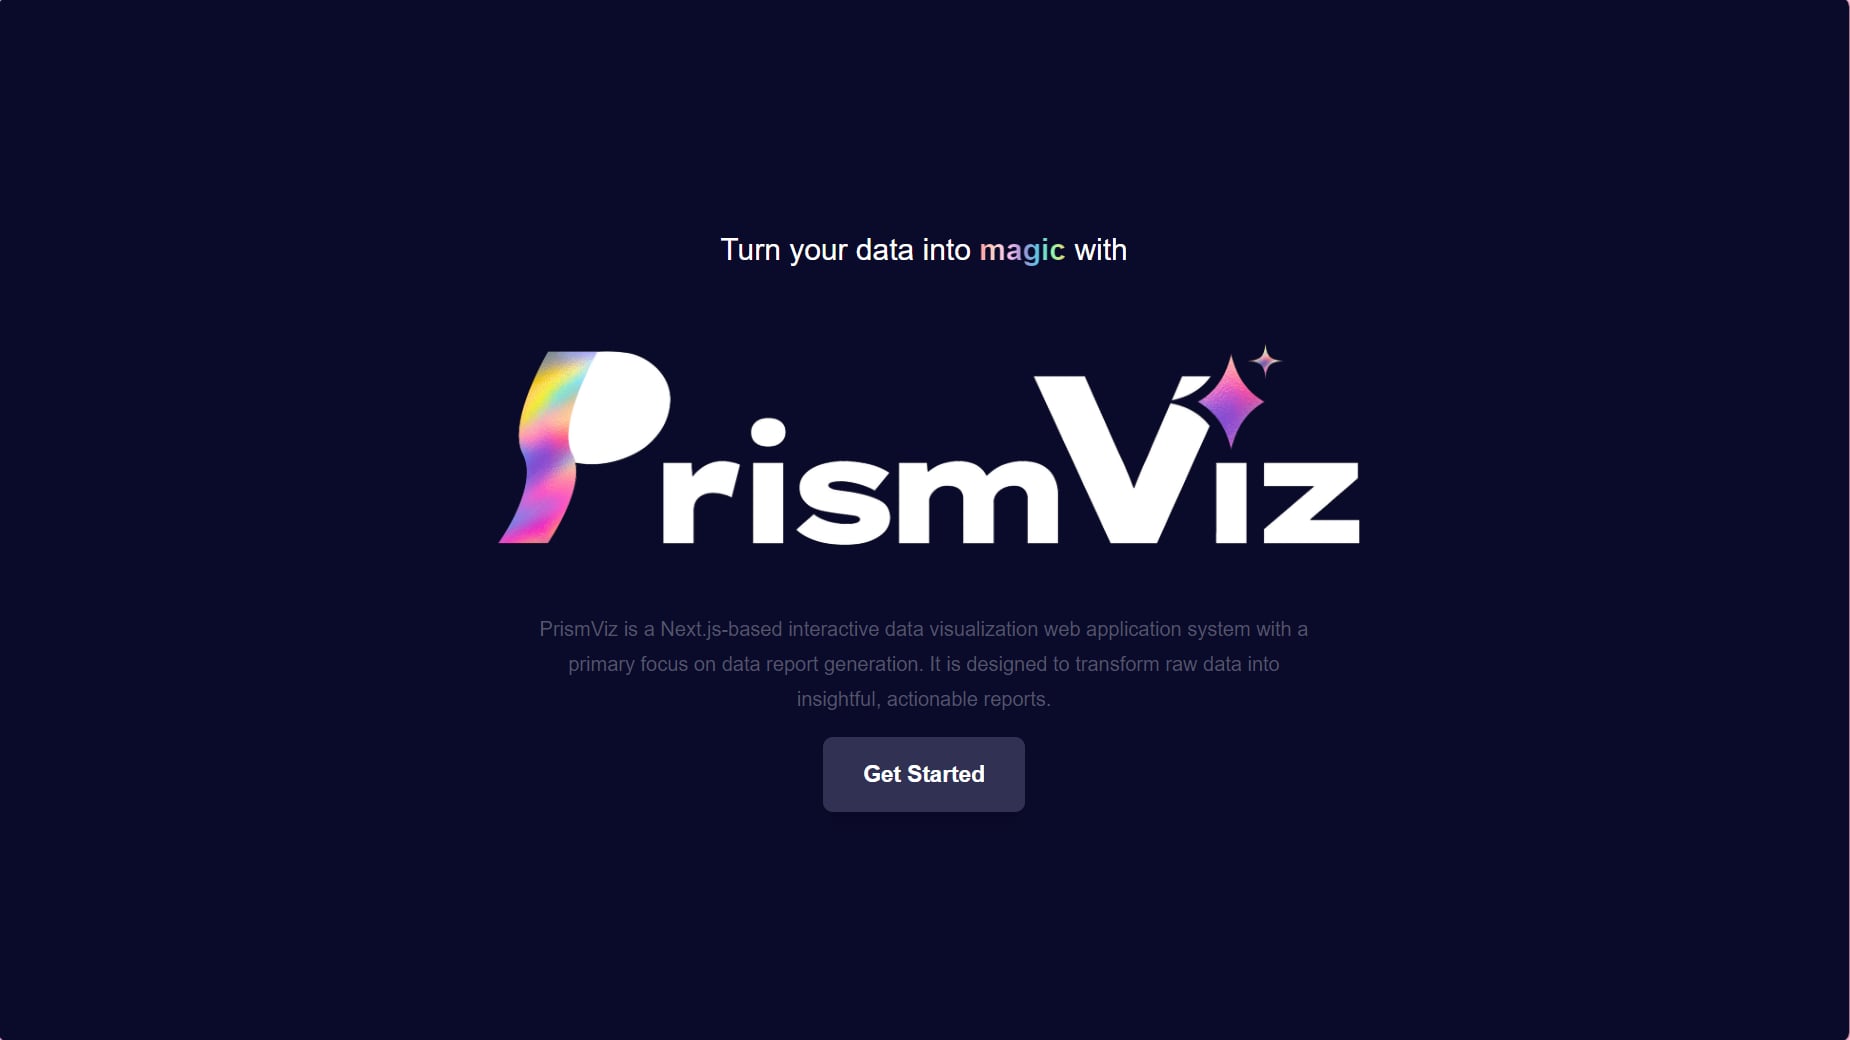 Turn your data into magic with
PrismViz
PrismViz is a Next.js-based interactive data visualization web application system with a
primary focus on data report generation. It is designed to transform raw data into
insightful, actionable reports.
Get Started